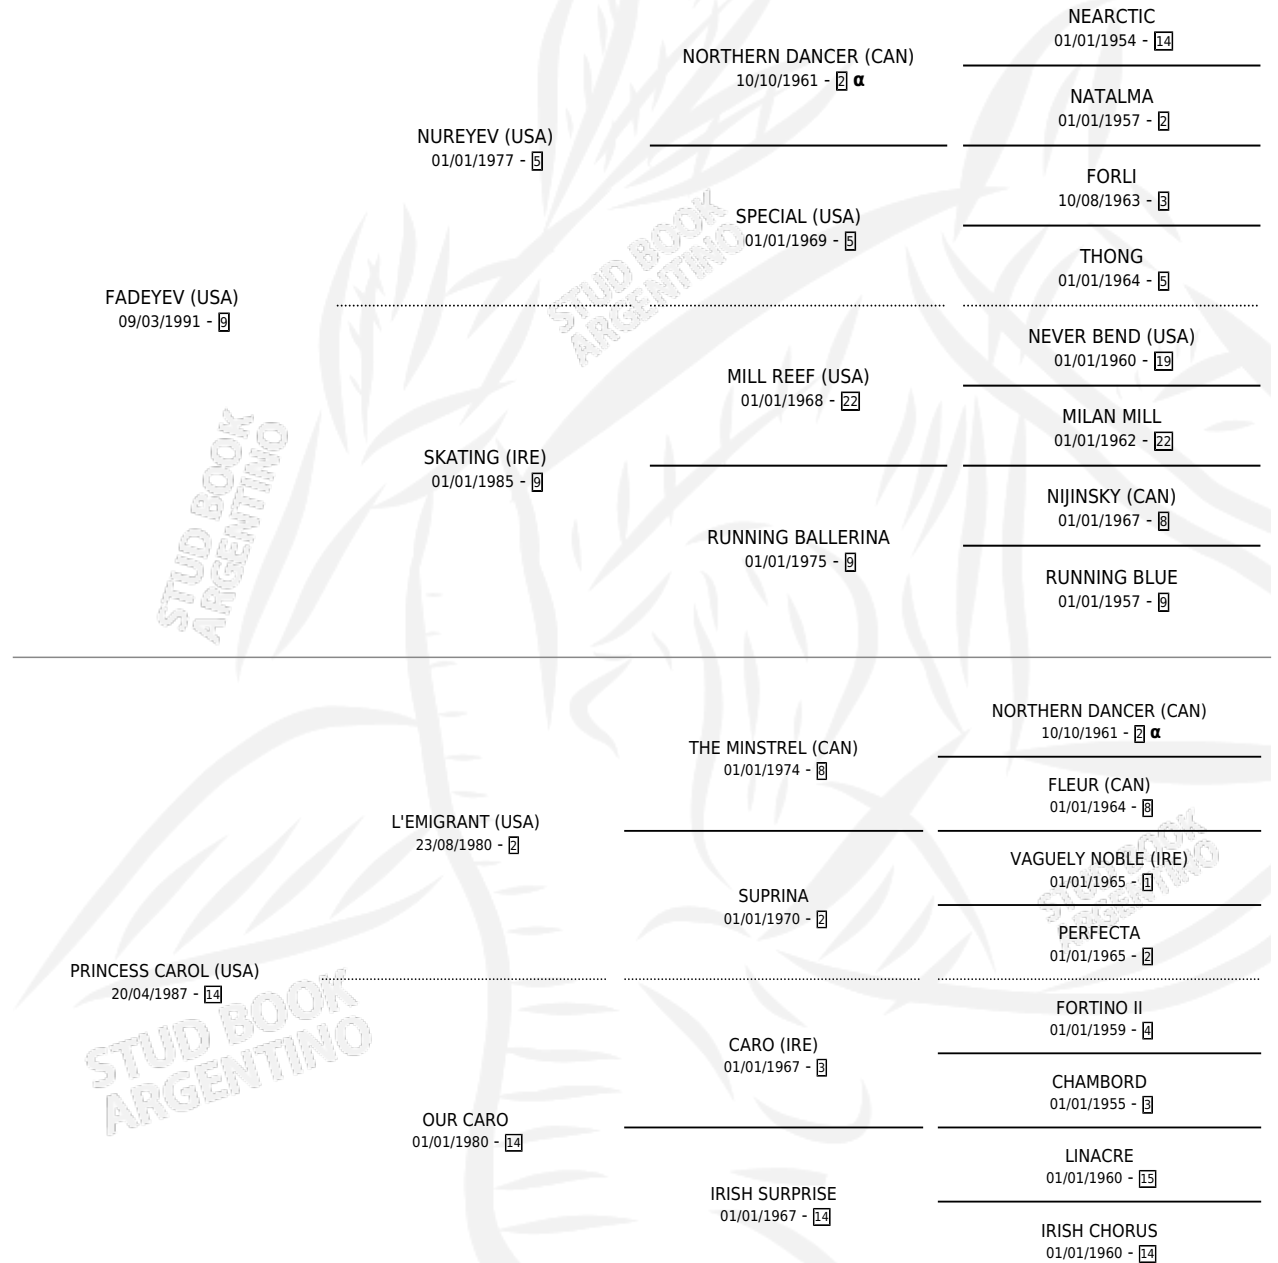 NEARCTIC
01/01/1954 - 14
NORTHERN DANCER (CAN)
10/10/1961 - 2 α
NATALMA
01/01/1957 - 2
NUREYEV (USA)
01/01/1977 - 5
FORLI
10/08/1963 - 3
SPECIAL (USA)
01/01/1969 - 5
THONG
01/01/1964 - 5
FADEYEV (USA)
09/03/1991 - 9
NEVER BEND (USA)
01/01/1960 - 19
MILL REEF (USA)
01/01/1968 - 22
MILAN MILL
01/01/1962 - 22
SKATING (IRE)
01/01/1985 - 9
NIJINSKY (CAN)
01/01/1967 - 8
RUNNING BALLERINA
01/01/1975 - 9
RUNNING BLUE
01/01/1957 - 9
NORTHERN DANCER (CAN)
10/10/1961 - 2 α
THE MINSTREL (CAN)
01/01/1974 - 8
FLEUR (CAN)
01/01/1964 - 8
L'EMIGRANT (USA)
23/08/1980 - 2
VAGUELY NOBLE (IRE)
01/01/1965 - 1
SUPRINA
01/01/1970 - 2
PERFECTA
01/01/1965 - 2
PRINCESS CAROL (USA)
20/04/1987 - 14
FORTINO II
01/01/1959 - 4
CARO (IRE)
01/01/1967 - 3
CHAMBORD
01/01/1955 - 3
OUR CARO
01/01/1980 - 14
LINACRE
01/01/1960 - 15
IRISH SURPRISE
01/01/1967 - 14
IRISH CHORUS
01/01/1960 - 14
STUD BOOK
ARGENTINO
STUD BOOK
ARGENTINO
STUD BOOK
ARGENTINO
STUD BOOK
ARGENTINO